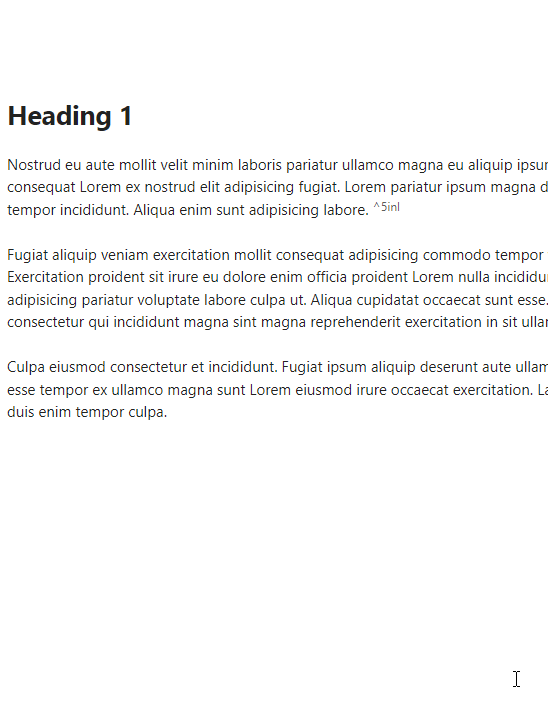 Heading 1
Nostrud eu aute mollit velit minim laboris pariatur ullamco magna eu aliquip ipsu
consequat Lorem ex nostrud elit adipisicing fugiat. Lorem pariatur ipsum magna d
tempor incididunt. Aliqua enim sunt adipisicing labore. ^5inl
Fugiat aliquip veniam exercitation mollit consequat adipisicing commodo tempor
Exercitation proident sit irure eu dolore enim officia proident Lorem nulla incididu
adipisicing pariatur voluptate labore culpa ut. Aliqua cupidatat occaecat sunt esse.
consectetur qui incididunt magna sint magna reprehenderit exercitation in sit ulla
Culpa eiusmod consectetur et incididunt. Fugiat ipsum aliquip deserunt aute ullam
esse tempor ex ullamco magna sunt Lorem eiusmod irure occaecat exercitation. La
duis enim tempor culpa.